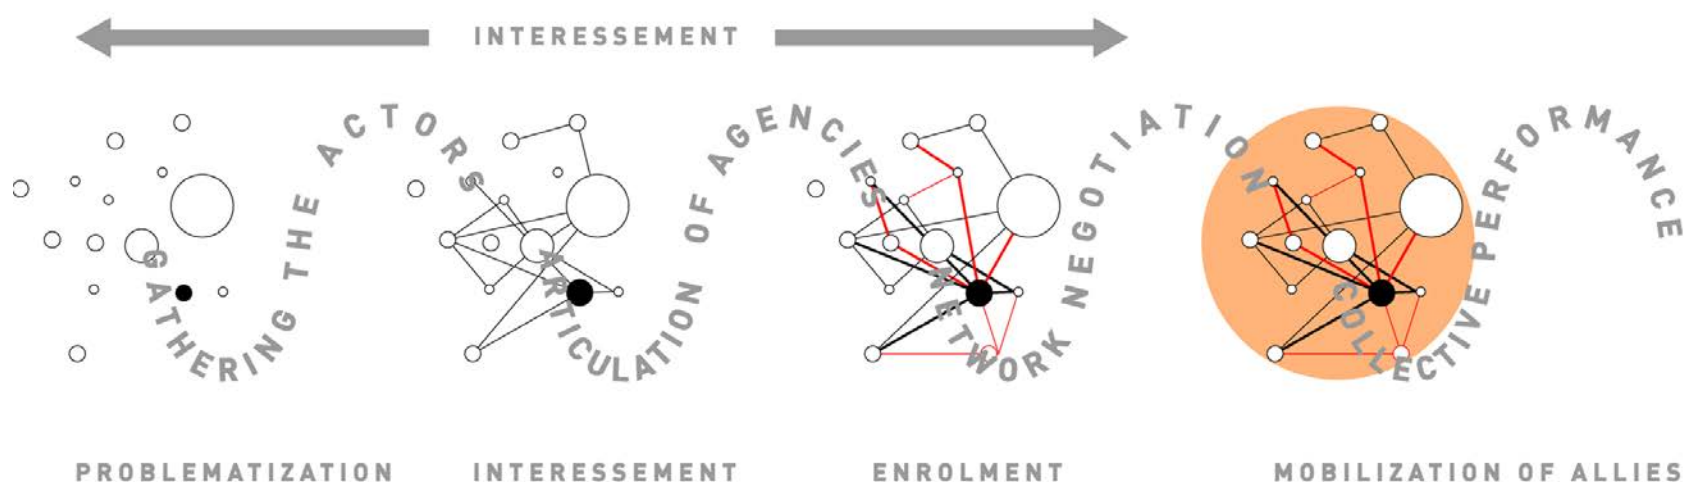 INTERESSEMENT
GATHERING THE ACTORS
ARTICULATION OF AGENCIES
NETWORK NEGOTIATION
COLLECTIVE PERFORMANCE
PROBLEMATIZATION
INTERESSEMENT
ENROLMENT
MOBILIZATION OF ALLIES